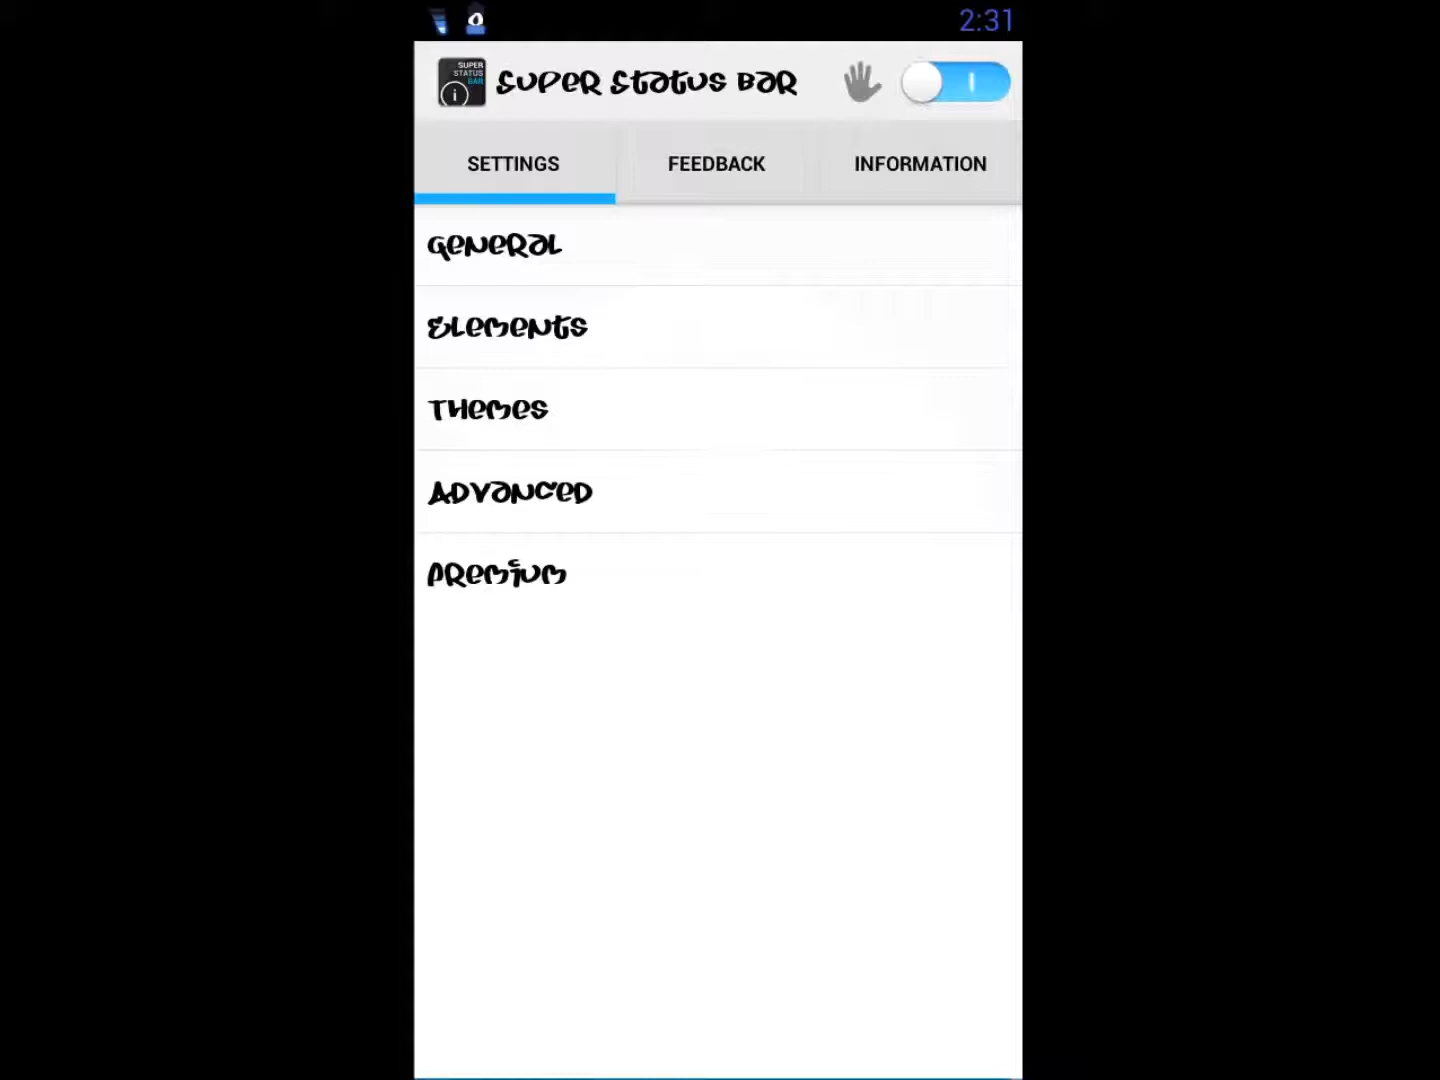 2:31
SUPER
STATUS
BAR
Super Status Bar
SETTINGS
FEEDBACK
INFORMATION
General
Elements
Themes
Advanced
Premium